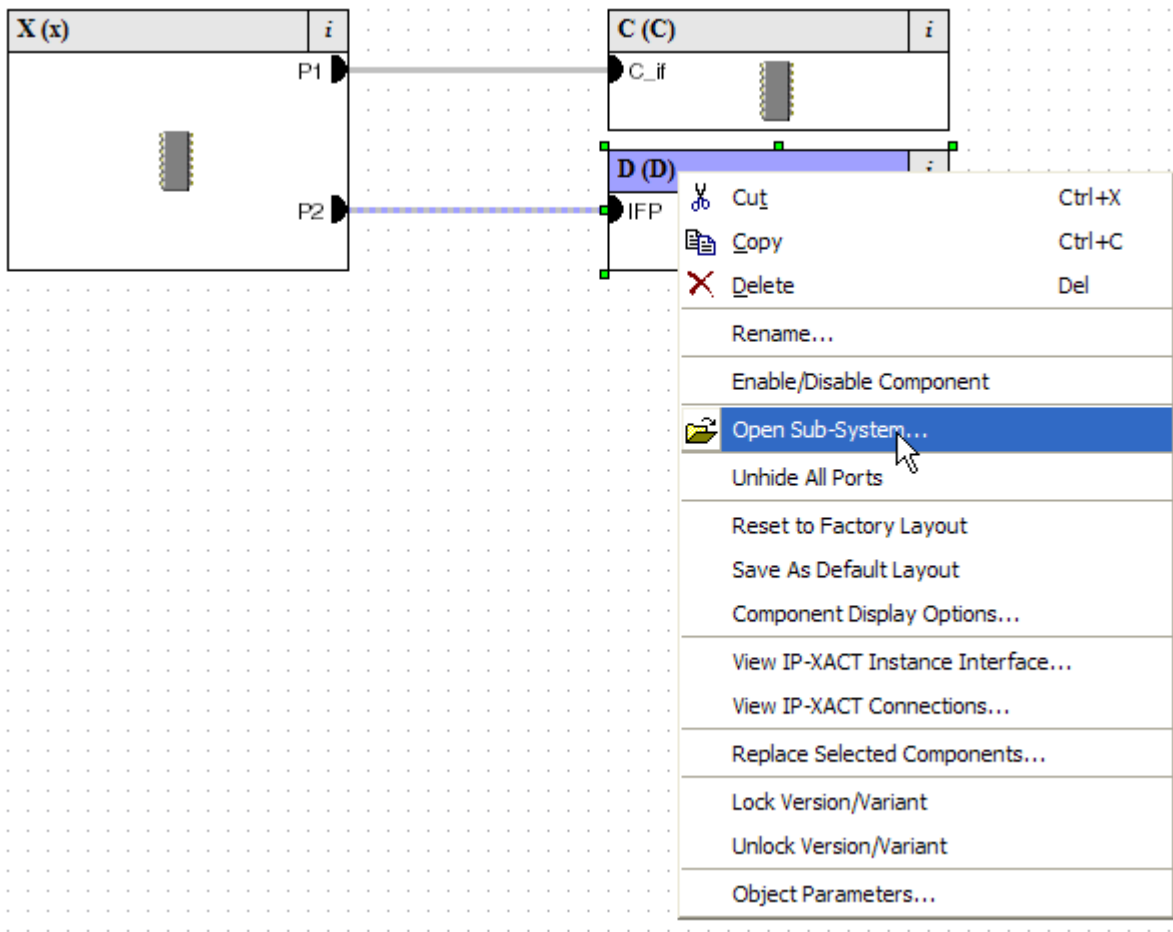 X (x) i
P1
P2
C (C) i
C_if
D (D) i
IFP
Cut Ctrl+X
Copy Ctrl+C
Delete Del
Rename...
Enable/Disable Component
Open Sub-System...
Unhide All Ports
Reset to Factory Layout
Save As Default Layout
Component Display Options...
View IP-XACT Instance Interface...
View IP-XACT Connections...
Replace Selected Components...
Lock Version/Variant
Unlock Version/Variant
Object Parameters...